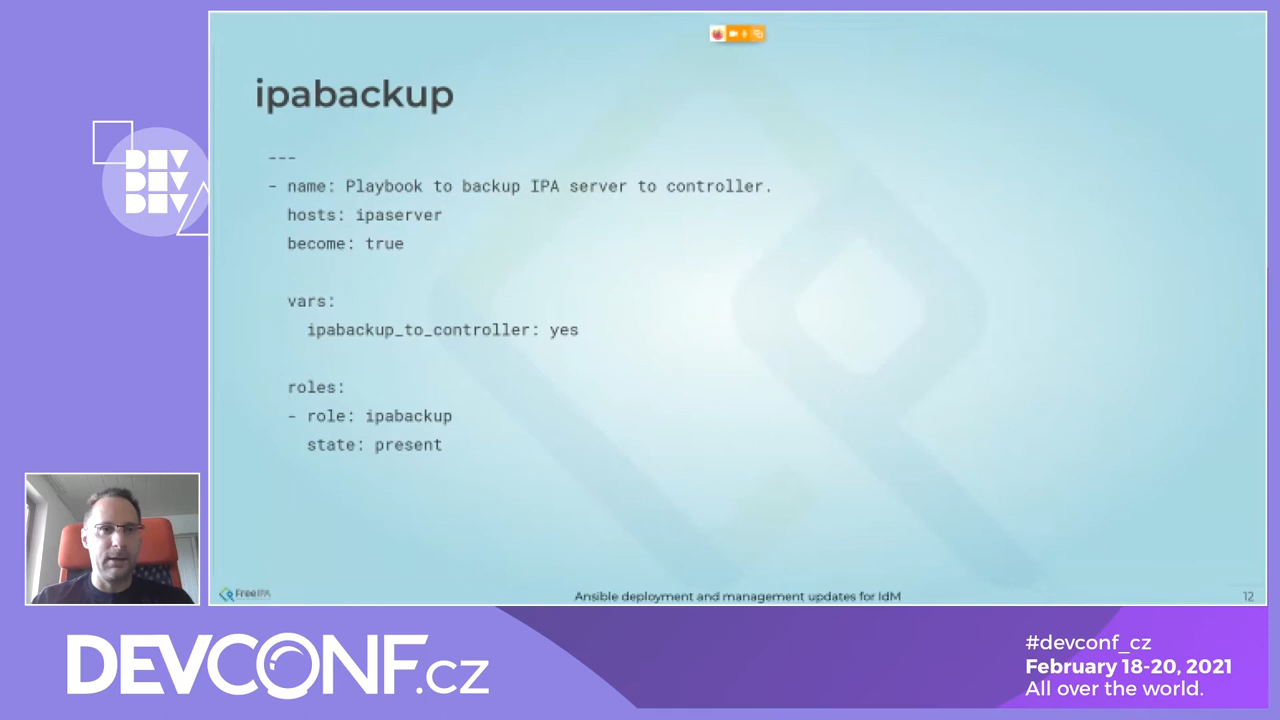 ipabackup
---
- name: Playbook to backup IPA server to controller.
hosts: ipaserver
become: true
vars:
ipabackup_to_controller: yes
roles:
- role: ipabackup
state: present
FreeIPA
Ansible deployment and management updates for IdM
12
DEV
DEV
DEV
DEVCONF.cz
#devconf_cz
February 18-20, 2021
All over the world.